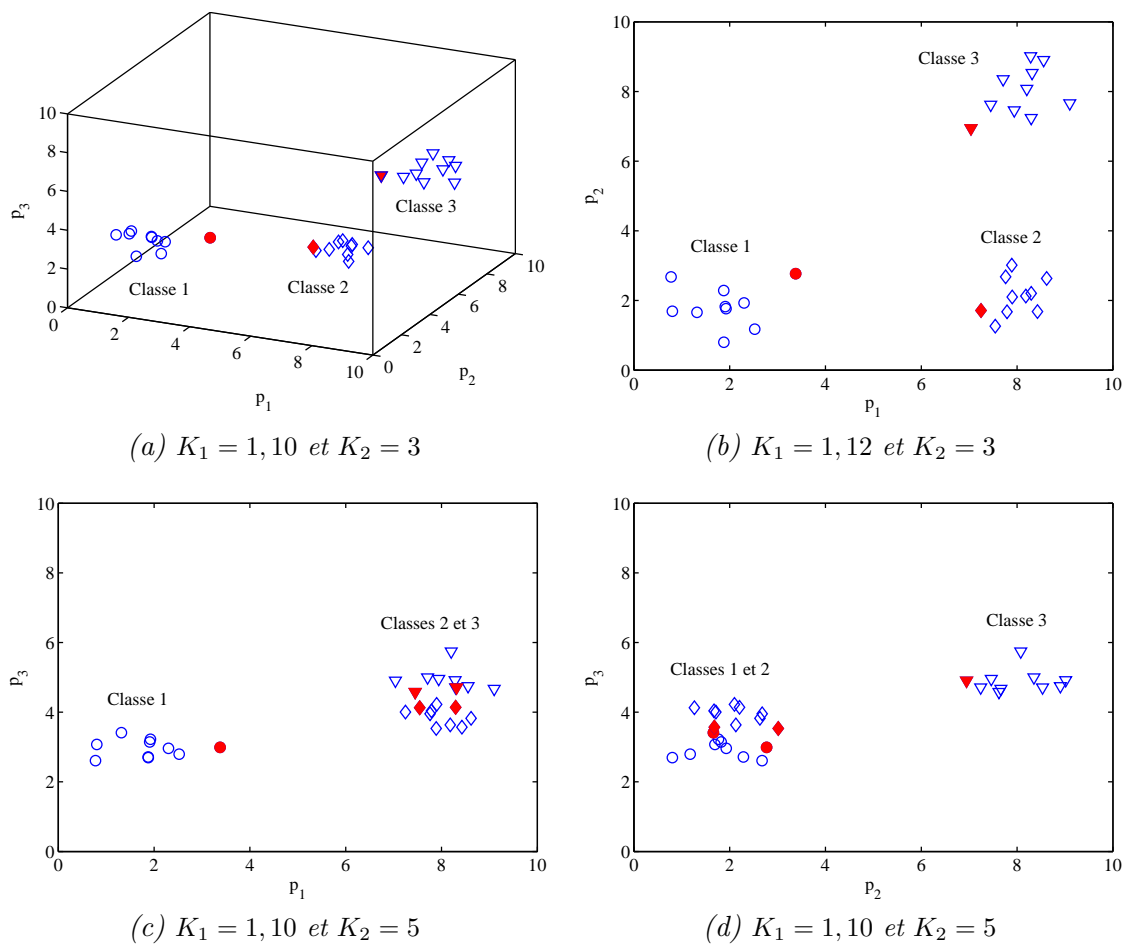 10
8
6
4
2
0
p3
0
2
4
6
8
10
p1
0
2
4
6
8
10
p2
Classe 1
Classe 2
Classe 3
(a) K1 = 1, 10 et K2 = 3
10
8
6
4
2
0
p2
0
2
4
6
8
10
p1
Classe 3
Classe 1
Classe 2
(b) K1 = 1, 12 et K2 = 3
10
8
6
4
2
0
p3
0
2
4
6
8
10
p1
Classes 2 et 3
Classe 1
(c) K1 = 1, 10 et K2 = 5
10
8
6
4
2
0
p3
0
2
4
6
8
10
p2
Classe 3
Classes 1 et 2
(d) K1 = 1, 10 et K2 = 5